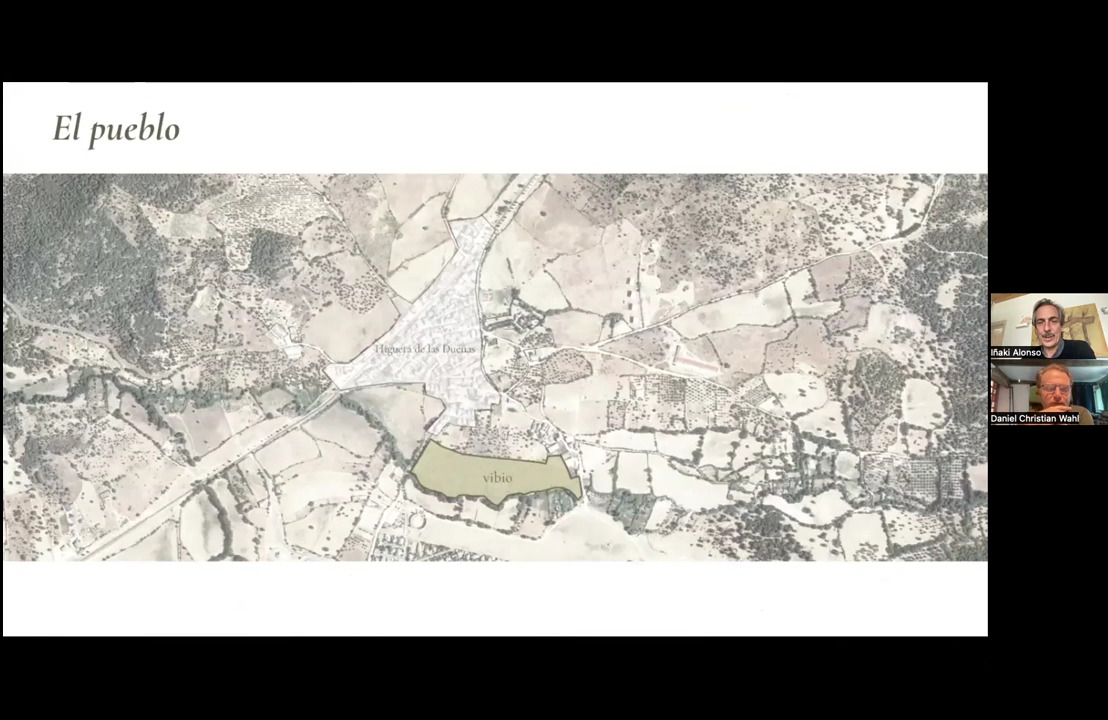 El pueblo
Higuera de las Dueñas
vibio
Iñaki Alonso
Daniel Christian Wahl